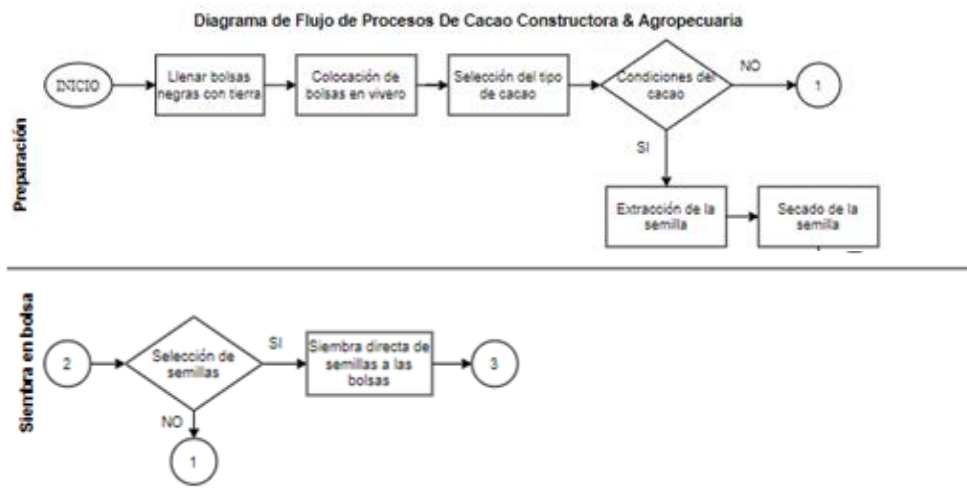 Diagrama de Flujo de Procesos De Cacao Constructora & Agropecuaria
Preparación
INICIO
Llenar bolsas
negras con tierra
Colocación de
bolsas en vivero
Selección del tipo
de cacao
Condiciones del
cacao
NO
1
SI
Extracción de la
semilla
Secado de la
semilla
Siembra en bolsa
2
Selección de
semillas
SI
Siembra directa de
semillas a las
bolsas
3
NO
1